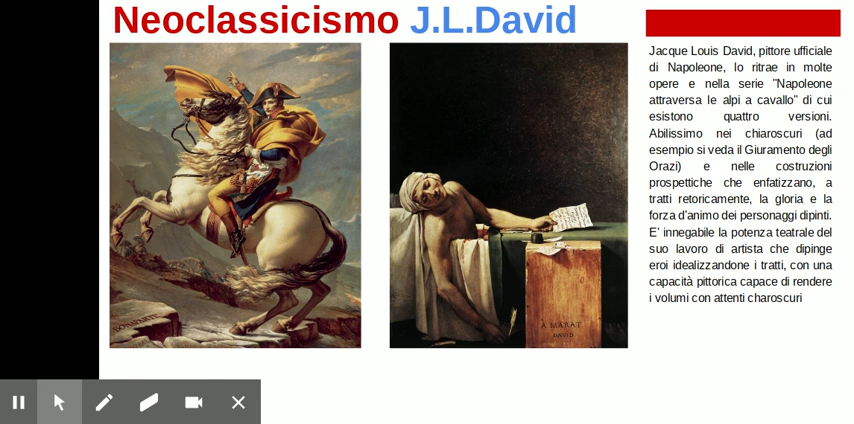 Neoclassicismo J.L.David
Jacque Louis David, pittore ufficiale
di Napoleone, lo ritrae in molte
opere e nella serie "Napoleone
attraversa le alpi a cavallo" di cui
esistono quattro versioni.
Abilissimo nei chiaroscuri (ad
esempio si veda il Giuramento degli
Orazi) e nelle costruzioni
prospettiche che enfatizzano, a
tratti retoricamente, la gloria e la
forza d'animo dei personaggi dipinti.
E' innegabile la potenza teatrale del
suo lavoro di artista che dipinge
eroi idealizzandone i tratti, con una
capacità pittorica capace di rendere
i volumi con attenti charoscuri
BONAPARTE
A MARAT
DAVID